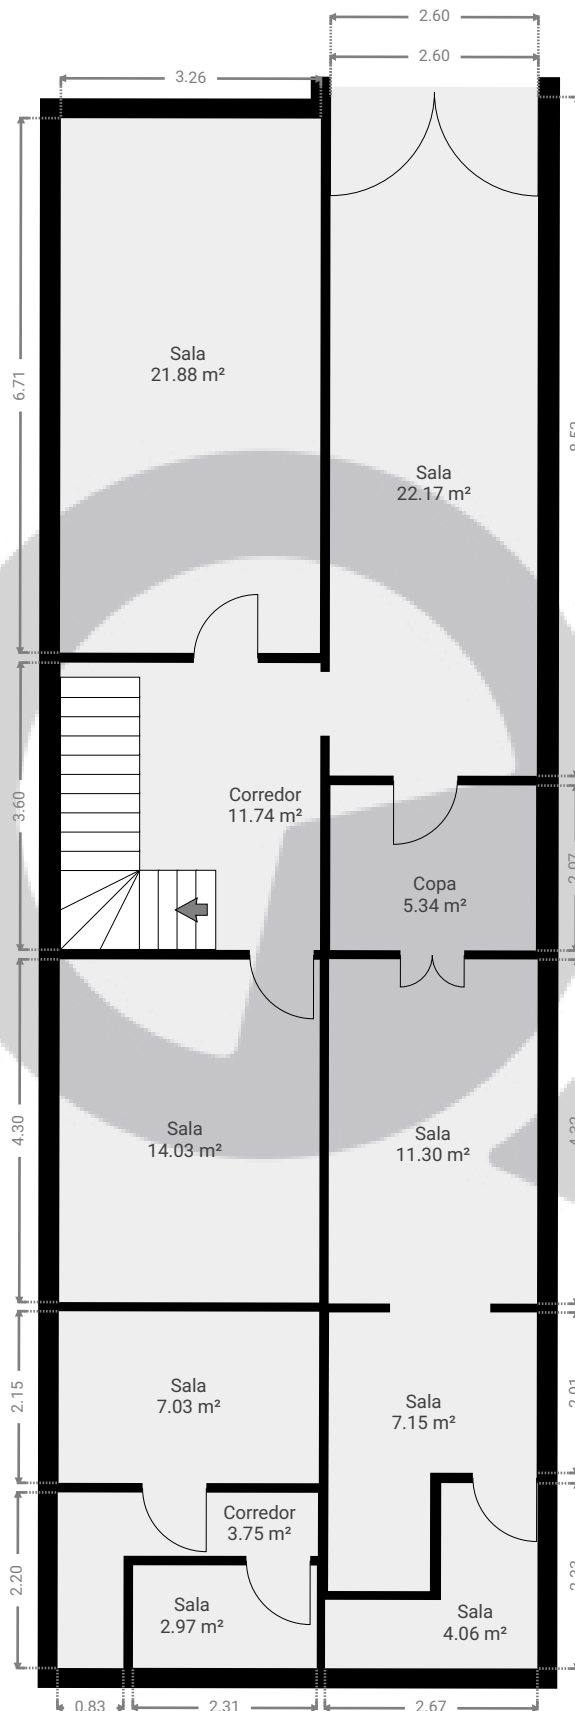 2.60
2.60
3.26
Sala
21.88 m²
6.71
Sala
22.17 m²
Corredor
11.74 m²
3.60
Copa
5.34 m²
Sala
14.03 m²
4.30
Sala
11.30 m²
Sala
7.03 m²
2.15
Sala
7.15 m²
Corredor
3.75 m²
2.20
Sala
2.97 m²
Sala
4.06 m²
0.83
2.31
2.67